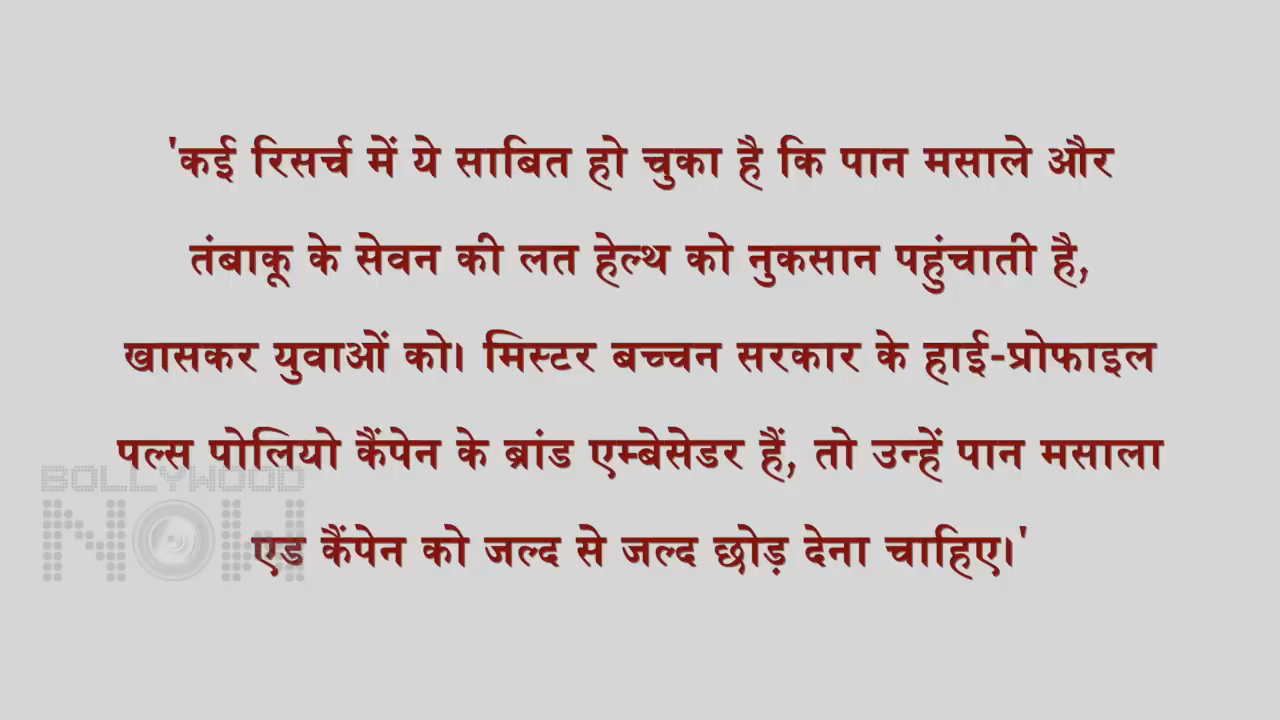 'कई रिसर्च में ये साबित हो चुका है कि पान मसाले और
तंबाकू के सेवन की लत हेल्थ को नुकसान पहुंचाती है,
खासकर युवाओं को। मिस्टर बच्चन सरकार के हाई-प्रोफाइल
पल्स पोलियो कैंपेन के ब्रांड एम्बेसेडर हैं, तो उन्हें पान मसाला
एड कैंपेन को जल्द से जल्द छोड़ देना चाहिए।'
BOLLYWOOD
NOW